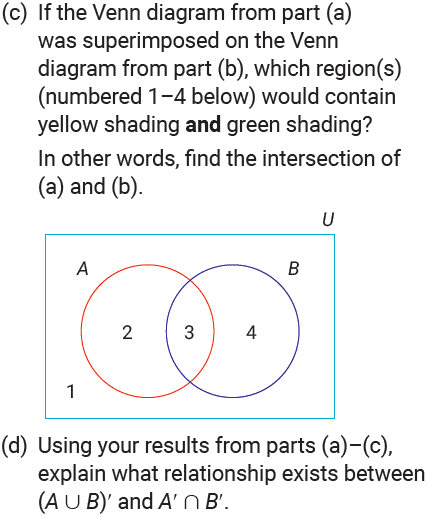 (c) If the Venn diagram from part (a)
was superimposed on the Venn
diagram from part (b), which region(s)
(numbered 1–4 below) would contain
yellow shading and green shading?
In other words, find the intersection of
(a) and (b).
U
A B
2 3 4
1
(d) Using your results from parts (a)–(c),
explain what relationship exists between
(A ∪ B)′ and A′ ∩ B′.